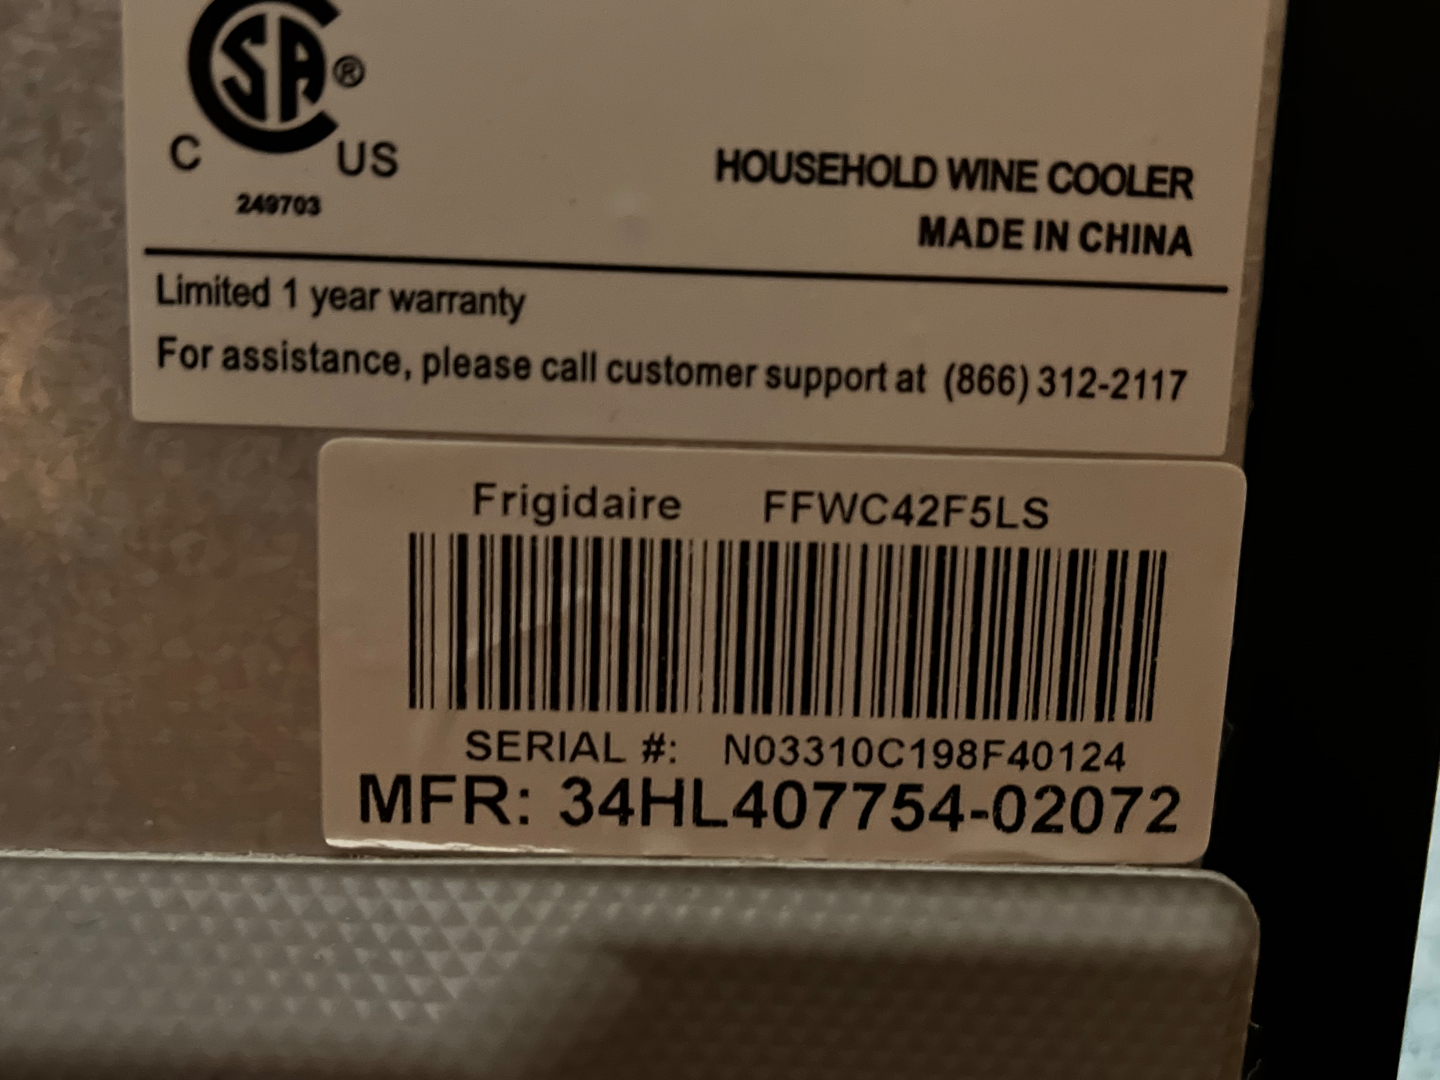 CSA®
C US
249703
HOUSEHOLD WINE COOLER
MADE IN CHINA
Limited 1 year warranty
For assistance, please call customer support at (866) 312-2117
Frigidaire FFWC42F5LS
SERIAL #: N03310C198F40124
MFR: 34HL407754-02072